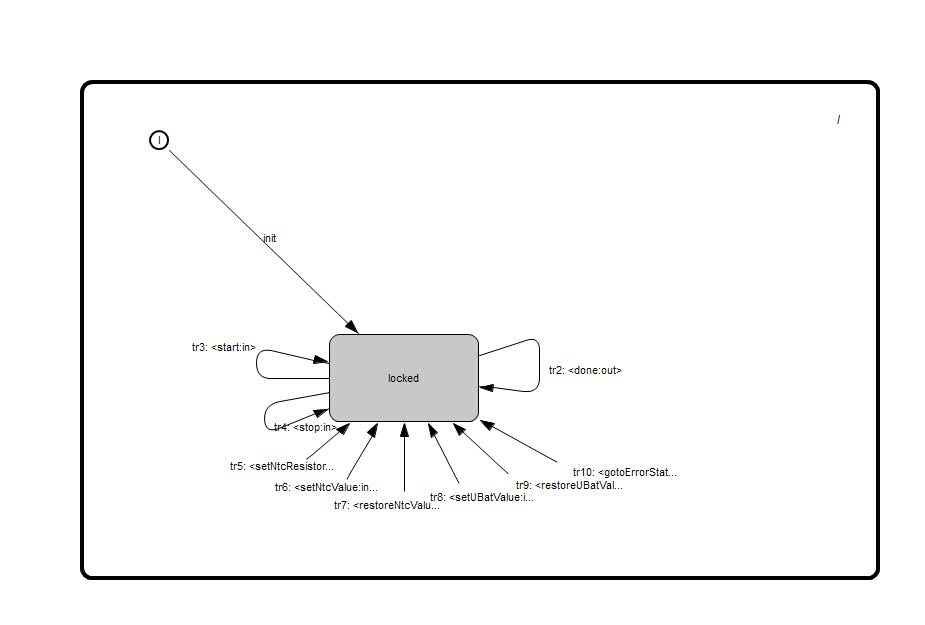 /
I
init
tr3: <start:in>
tr2: <done:out>
locked
tr4: <stop:in>
tr5: <setNtcResistor...
tr10: <gotoErrorStat...
tr6: <setNtcValue:in...
tr9: <restoreUBatVal...
tr8: <setUBatValue:i...
tr7: <restoreNtcValu...